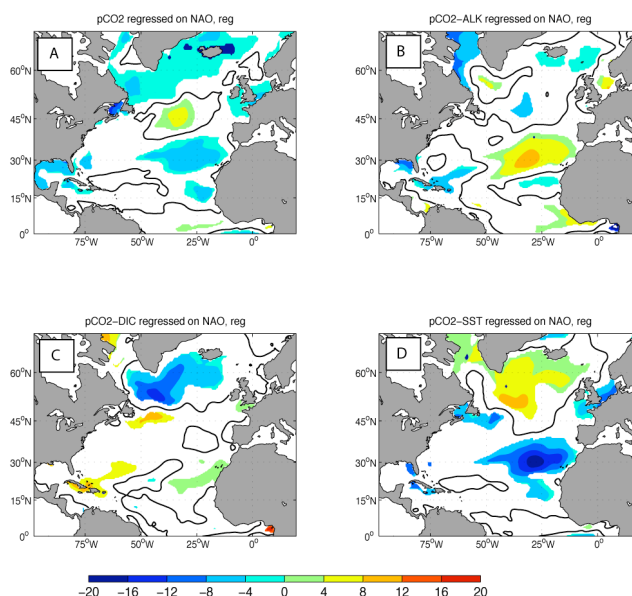 pCO2 regressed on NAO, reg
pCO2−ALK regressed on NAO, reg
A
B
60°N
45°N
30°N
15°N
0°
75°W
50°W
25°W
0°
60°N
45°N
30°N
15°N
0°
75°W
50°W
25°W
0°
pCO2−DIC regressed on NAO, reg
pCO2−SST regressed on NAO, reg
C
D
60°N
45°N
30°N
15°N
0°
75°W
50°W
25°W
0°
60°N
45°N
30°N
15°N
0°
75°W
50°W
25°W
0°
−20 −16 −12 −8 −4 0 4 8 12 16 20